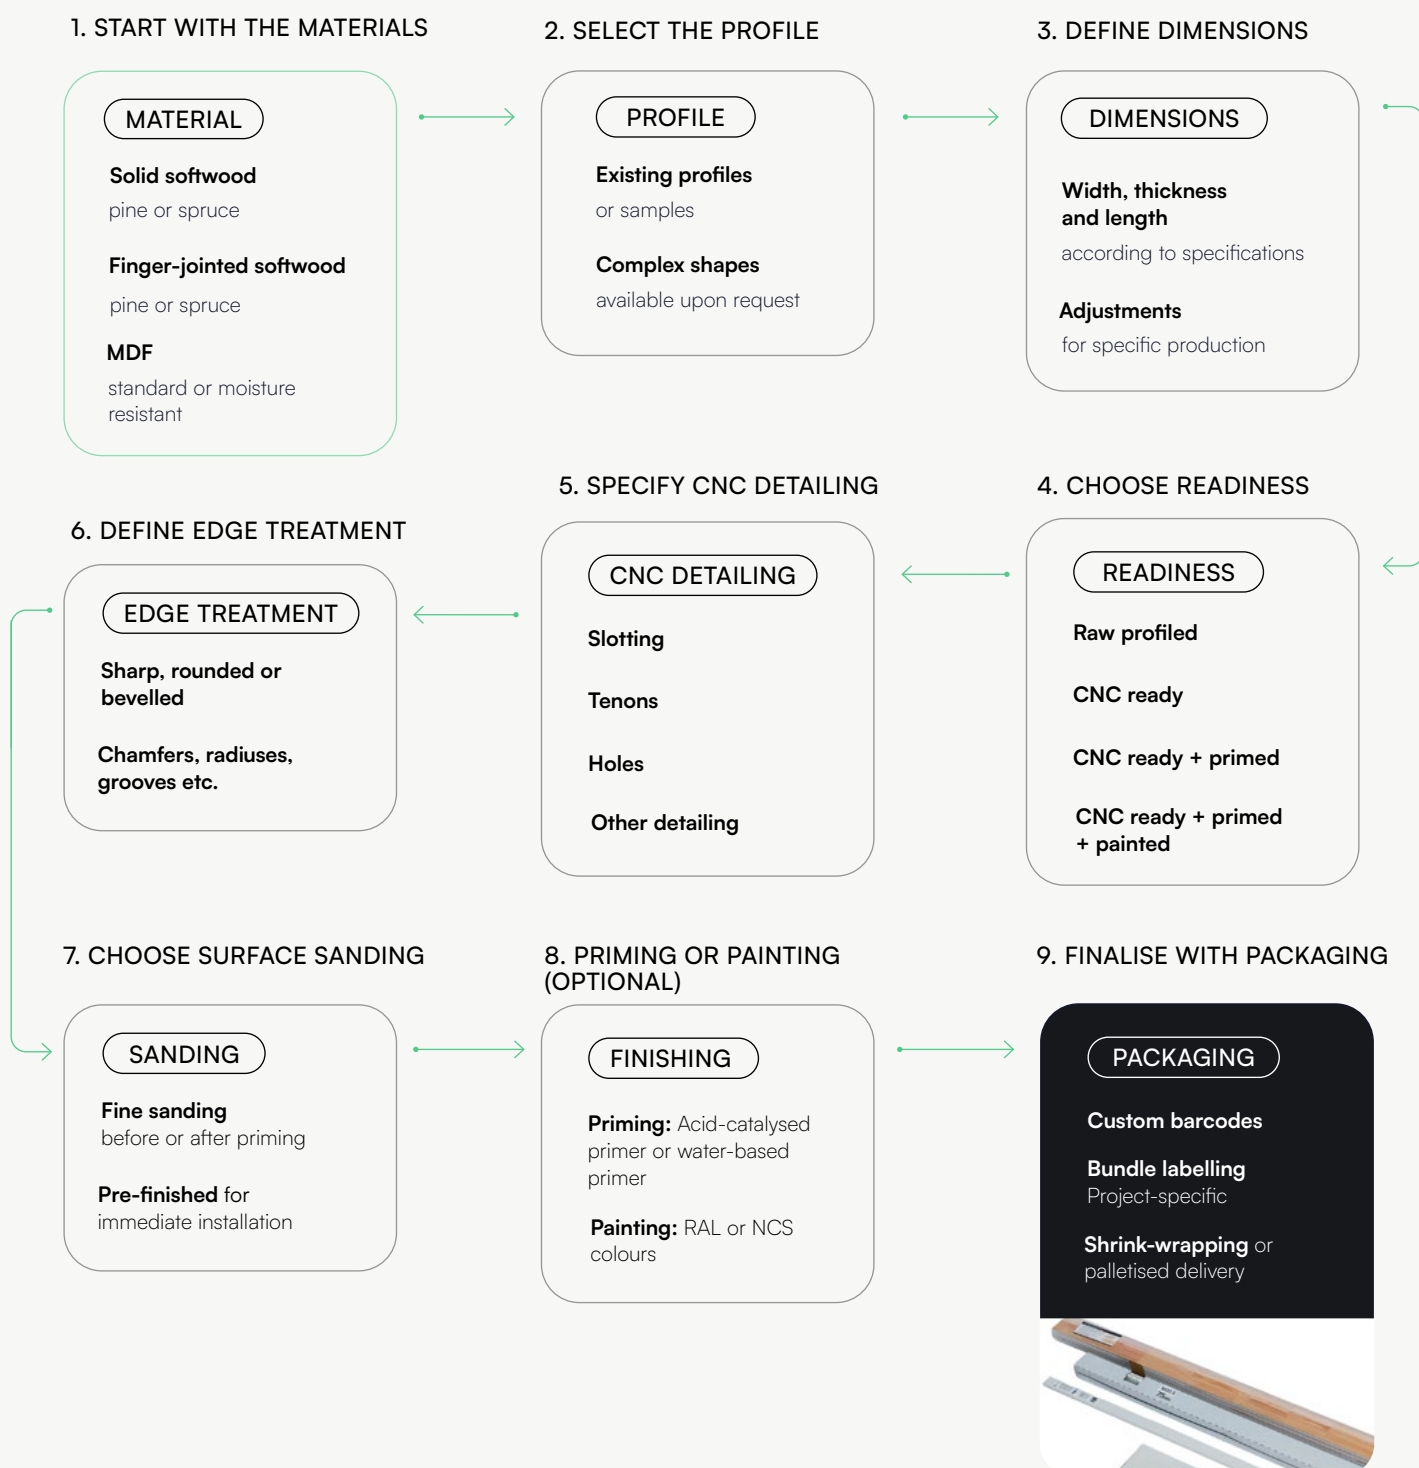 1. START WITH THE MATERIALS
MATERIAL
Solid softwood
pine or spruce
Finger-jointed softwood
pine or spruce
MDF
standard or moisture
resistant
2. SELECT THE PROFILE
PROFILE
Existing profiles
or samples
Complex shapes
available upon request
3. DEFINE DIMENSIONS
DIMENSIONS
Width, thickness
and length
according to specifications
Adjustments
for specific production
4. CHOOSE READINESS
READINESS
Raw profiled
CNC ready
CNC ready + primed
CNC ready + primed
+ painted
5. SPECIFY CNC DETAILING
CNC DETAILING
Slotting
Tenons
Holes
Other detailing
6. DEFINE EDGE TREATMENT
EDGE TREATMENT
Sharp, rounded or
bevelled
Chamfers, radiuses,
grooves etc.
7. CHOOSE SURFACE SANDING
SANDING
Fine sanding
before or after priming
Pre-finished for
immediate installation
8. PRIMING OR PAINTING
(OPTIONAL)
FINISHING
Priming: Acid-catalysed
primer or water-based
primer
Painting: RAL or NCS
colours
9. FINALISE WITH PACKAGING
PACKAGING
Custom barcodes
Bundle labelling
Project-specific
Shrink-wrapping or
palletised delivery